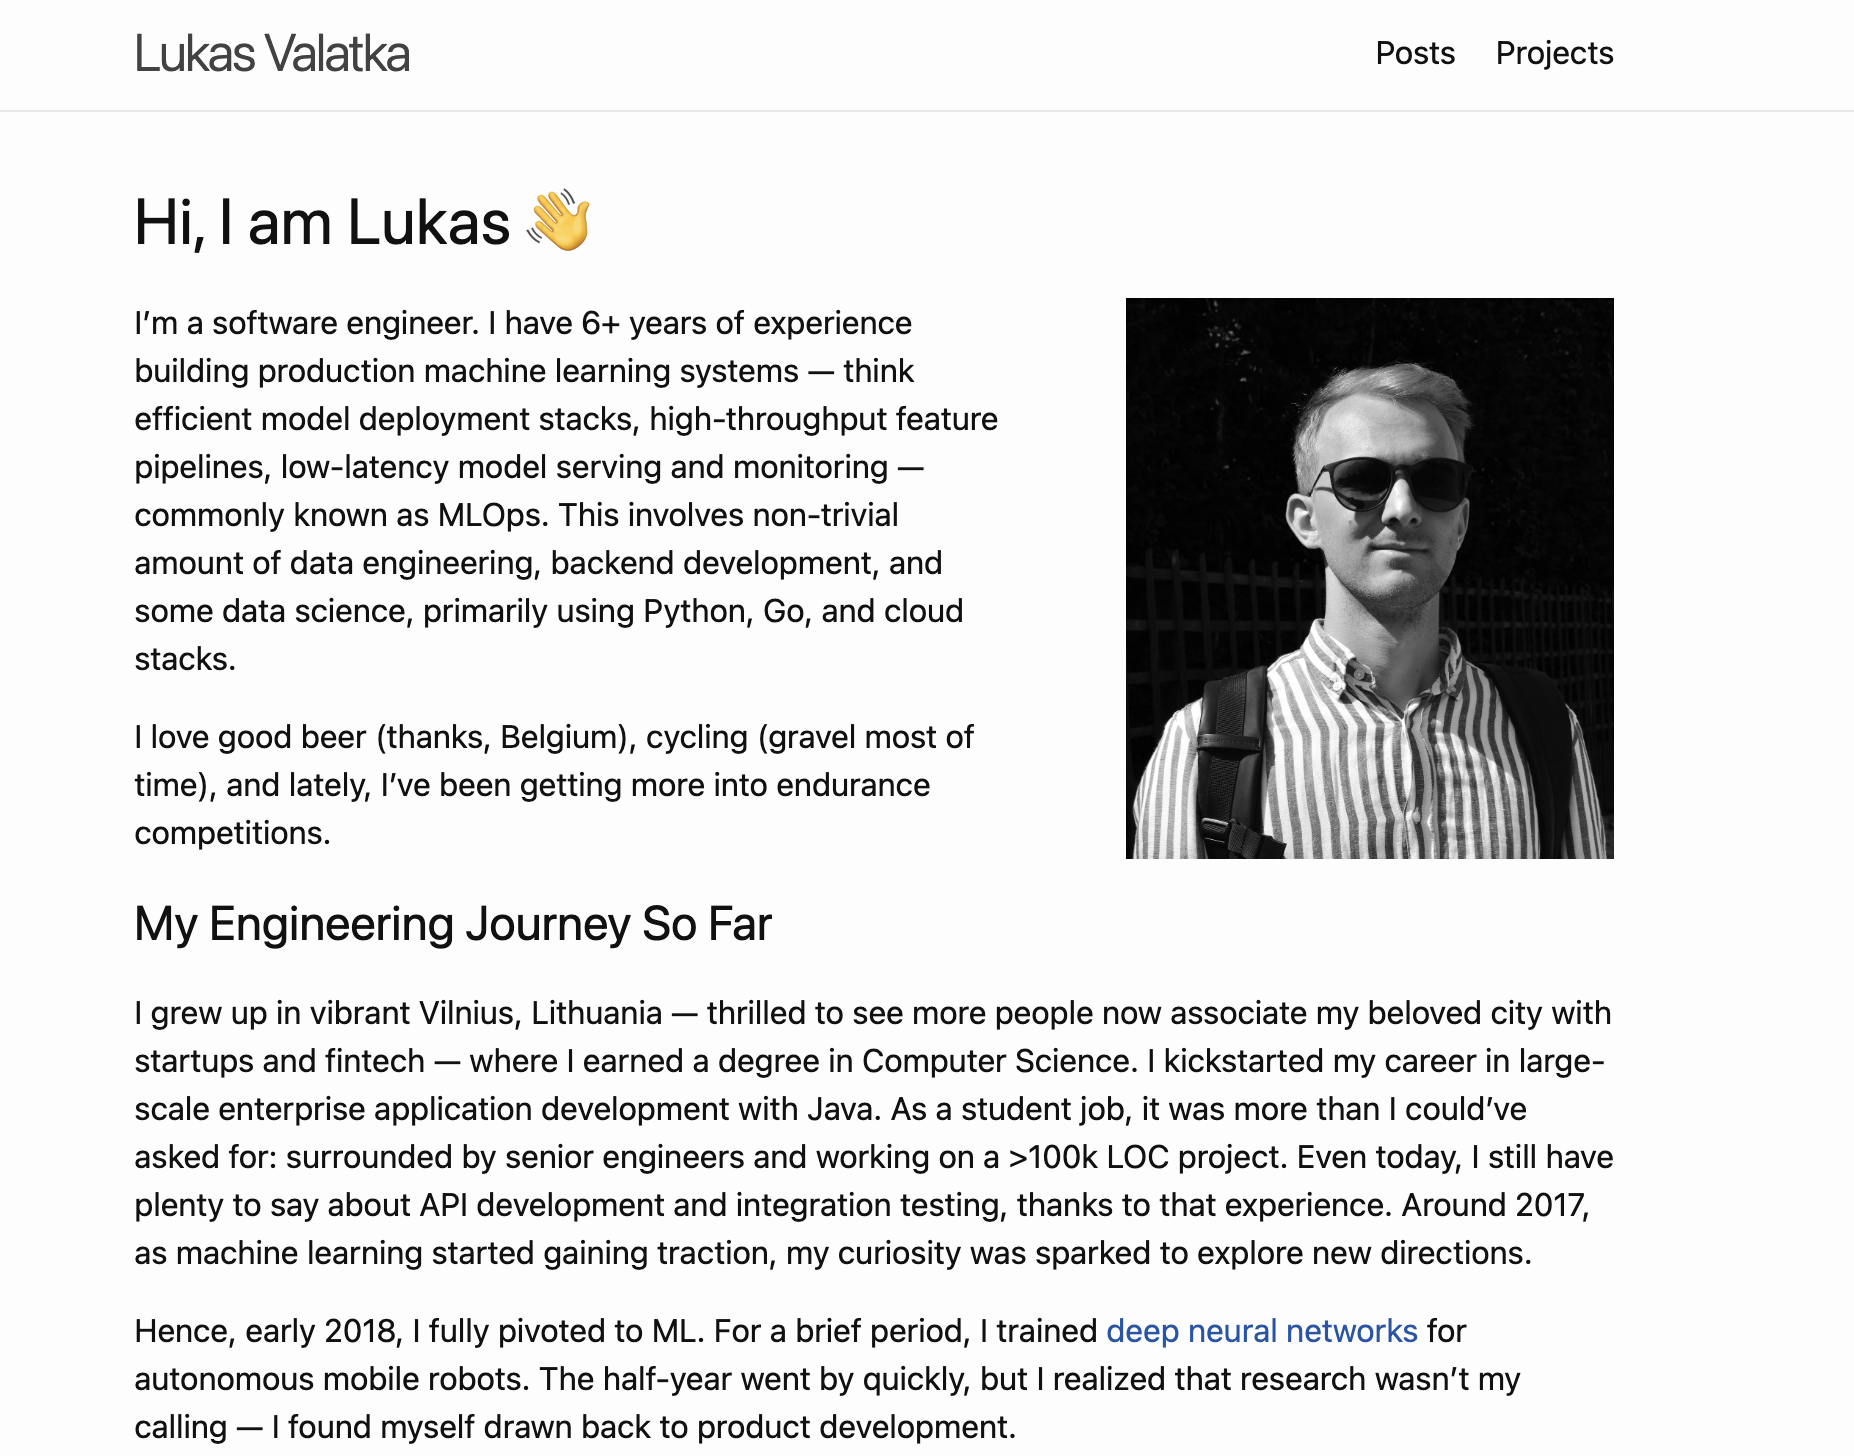 Lukas Valatka
Posts Projects
Hi, I am Lukas 👋
I’m a software engineer. I have 6+ years of experience
building production machine learning systems — think
efficient model deployment stacks, high-throughput feature
pipelines, low-latency model serving and monitoring —
commonly known as MLOps. This involves non-trivial
amount of data engineering, backend development, and
some data science, primarily using Python, Go, and cloud
stacks.
I love good beer (thanks, Belgium), cycling (gravel most of
time), and lately, I’ve been getting more into endurance
competitions.
My Engineering Journey So Far
I grew up in vibrant Vilnius, Lithuania — thrilled to see more people now associate my beloved city with
startups and fintech — where I earned a degree in Computer Science. I kickstarted my career in large-
scale enterprise application development with Java. As a student job, it was more than I could’ve
asked for: surrounded by senior engineers and working on a >100k LOC project. Even today, I still have
plenty to say about API development and integration testing, thanks to that experience. Around 2017,
as machine learning started gaining traction, my curiosity was sparked to explore new directions.
Hence, early 2018, I fully pivoted to ML. For a brief period, I trained deep neural networks for
autonomous mobile robots. The half-year went by quickly, but I realized that research wasn’t my
calling — I found myself drawn back to product development.